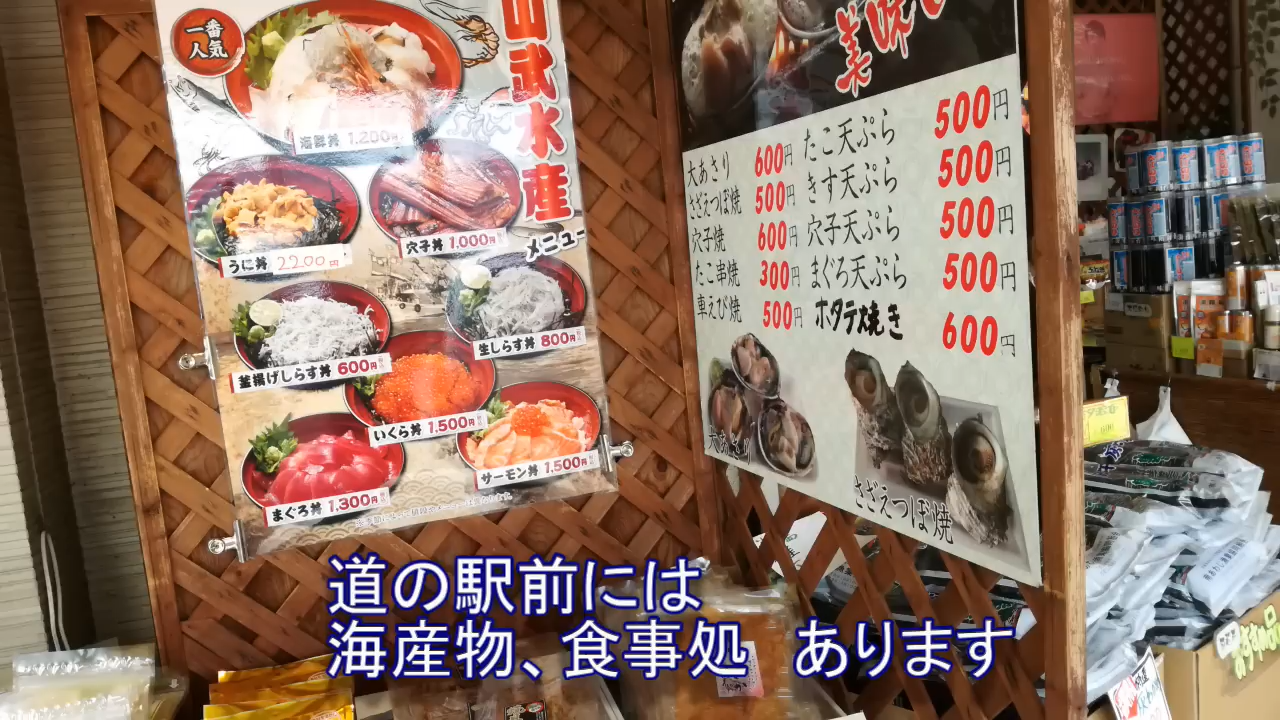 一番
人気
山武水産
メニュー
海鮮丼 1,200円
うに丼 2200円
穴子丼 1,000円
釜揚げしらす丼 600円
生しらす丼 800円
いくら丼 1,500円
まぐろ丼 1,300円
サーモン丼 1,500円
美味し
大あさり 600円
さざえつぼ焼 500円
穴子焼 600円
たこ串焼 300円
車えび焼 500円
たこ天ぷら 500円
きす天ぷら 500円
穴子天ぷら 500円
まぐろ天ぷら 500円
ホタテ焼き 600円
大あさり
さざえつぼ焼
道の駅前には
海産物、食事処 あります